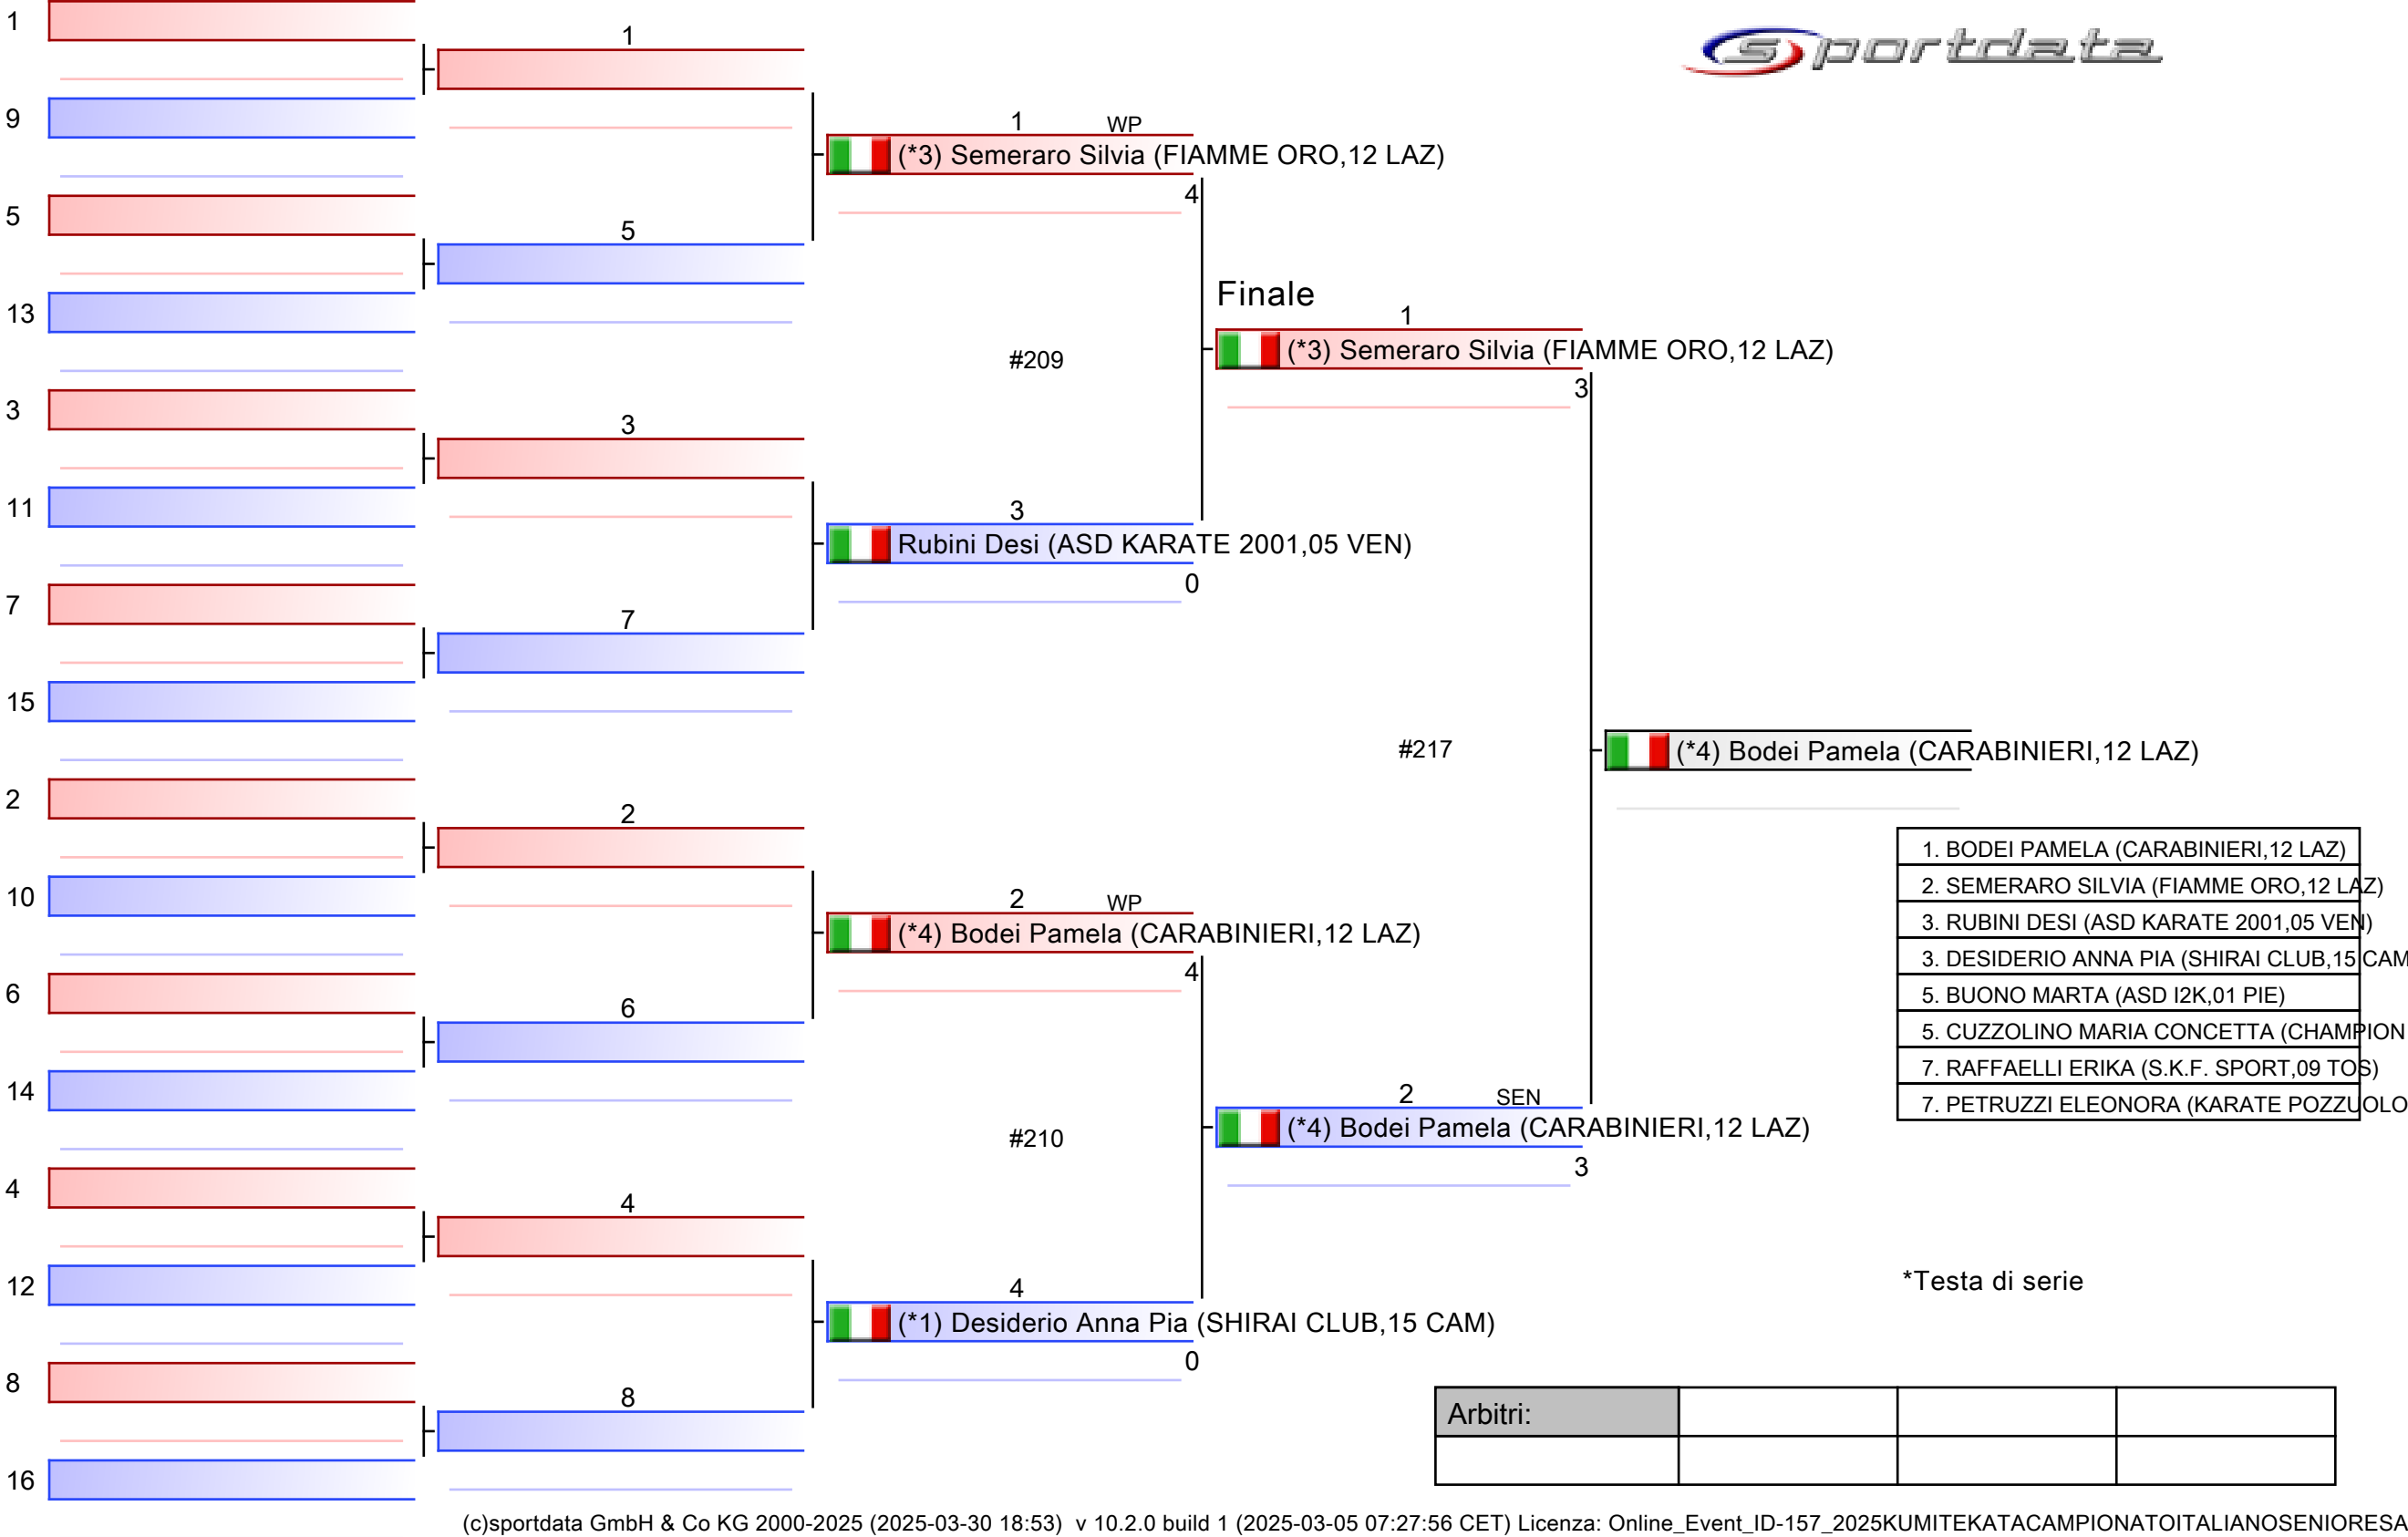 sportdata
1
9
5
13
3
11
7
15
2
10
6
14
4
12
8
16
1
5
3
7
2
6
4
8
1 WP
(*3) Semeraro Silvia (FIAMME ORO,12 LAZ)
4
#209
3
Rubini Desi (ASD KARATE 2001,05 VEN)
0
2 WP
(*4) Bodei Pamela (CARABINIERI,12 LAZ)
4
#210
4
(*1) Desiderio Anna Pia (SHIRAI CLUB,15 CAM)
0
Finale
1
(*3) Semeraro Silvia (FIAMME ORO,12 LAZ)
3
#217
2 SEN
(*4) Bodei Pamela (CARABINIERI,12 LAZ)
3
(*4) Bodei Pamela (CARABINIERI,12 LAZ)
1. BODEI PAMELA (CARABINIERI,12 LAZ)
2. SEMERARO SILVIA (FIAMME ORO,12 LAZ)
3. RUBINI DESI (ASD KARATE 2001,05 VEN)
3. DESIDERIO ANNA PIA (SHIRAI CLUB,15 CAM
5. BUONO MARTA (ASD I2K,01 PIE)
5. CUZZOLINO MARIA CONCETTA (CHAMPION
7. RAFFAELLI ERIKA (S.K.F. SPORT,09 TOS)
7. PETRUZZI ELEONORA (KARATE POZZUOLO
*Testa di serie
Arbitri:
(c)sportdata GmbH & Co KG 2000-2025 (2025-03-30 18:53) v 10.2.0 build 1 (2025-03-05 07:27:56 CET) Licenza: Online_Event_ID-157_2025KUMITEKATACAMPIONATOITALIANOSENIORESA